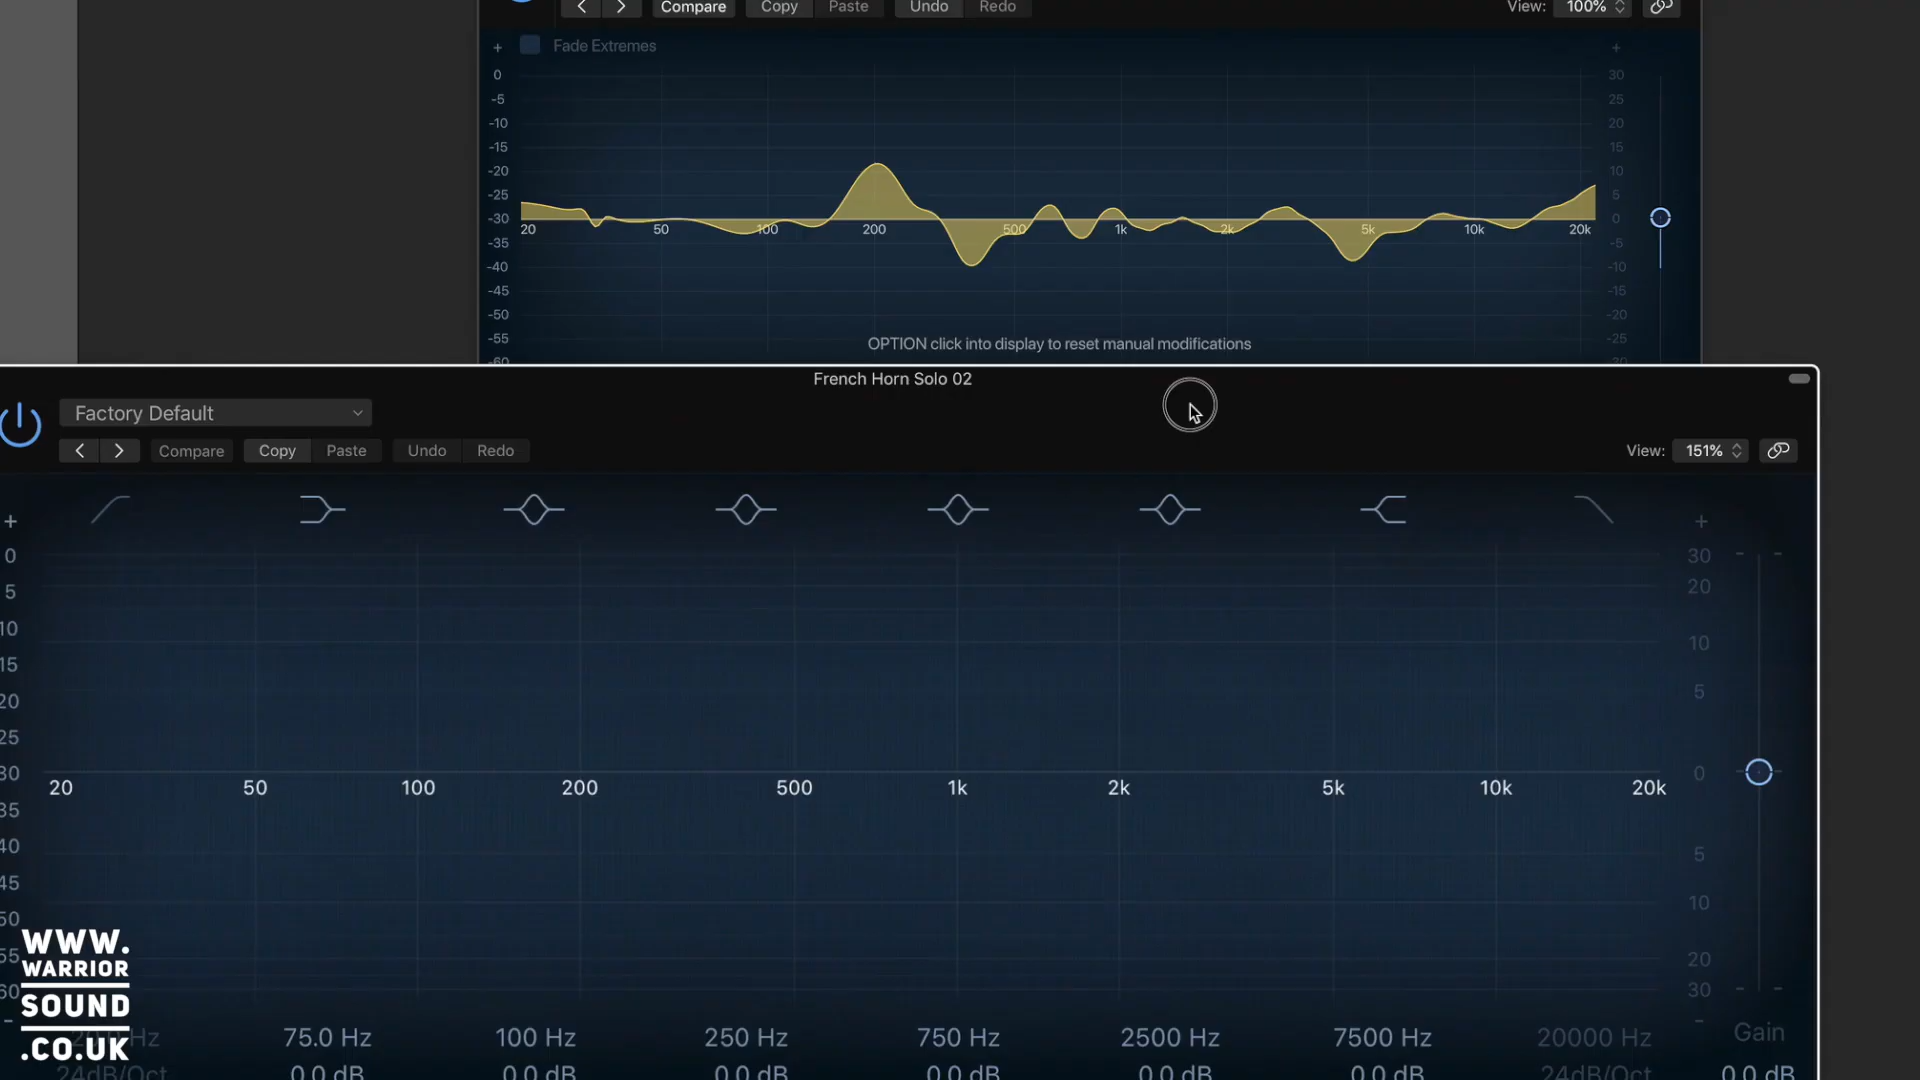 Compare Copy Paste Undo Redo View: 100%
+ Fade Extremes +
0 30
-5 25
-10 20
-15 15
-20 10
-25 5
-30 0
20 50 100 200 500 1k 2k 5k 10k 20k
-35 -5
-40 -10
-45 -15
-50 -20
-55 -25
OPTION click into display to reset manual modifications
-60 -30
French Horn Solo 02
Factory Default
Compare Copy Paste Undo Redo View: 151%
+ +
0 30
5 20
10 10
15 5
20
25
30 0
20 50 100 200 500 1k 2k 5k 10k 20k
35
40 5
45 10
50
55 20
60 30
- -
75.0 Hz 100 Hz 250 Hz 750 Hz 2500 Hz 7500 Hz 20000 Hz Gain
24dB/Oct 0.0 dB 0.0 dB 0.0 dB 0.0 dB 0.0 dB 0.0 dB 24dB/Oct 0.0 dB
WWW.
WARRIOR
SOUND
.CO.UK